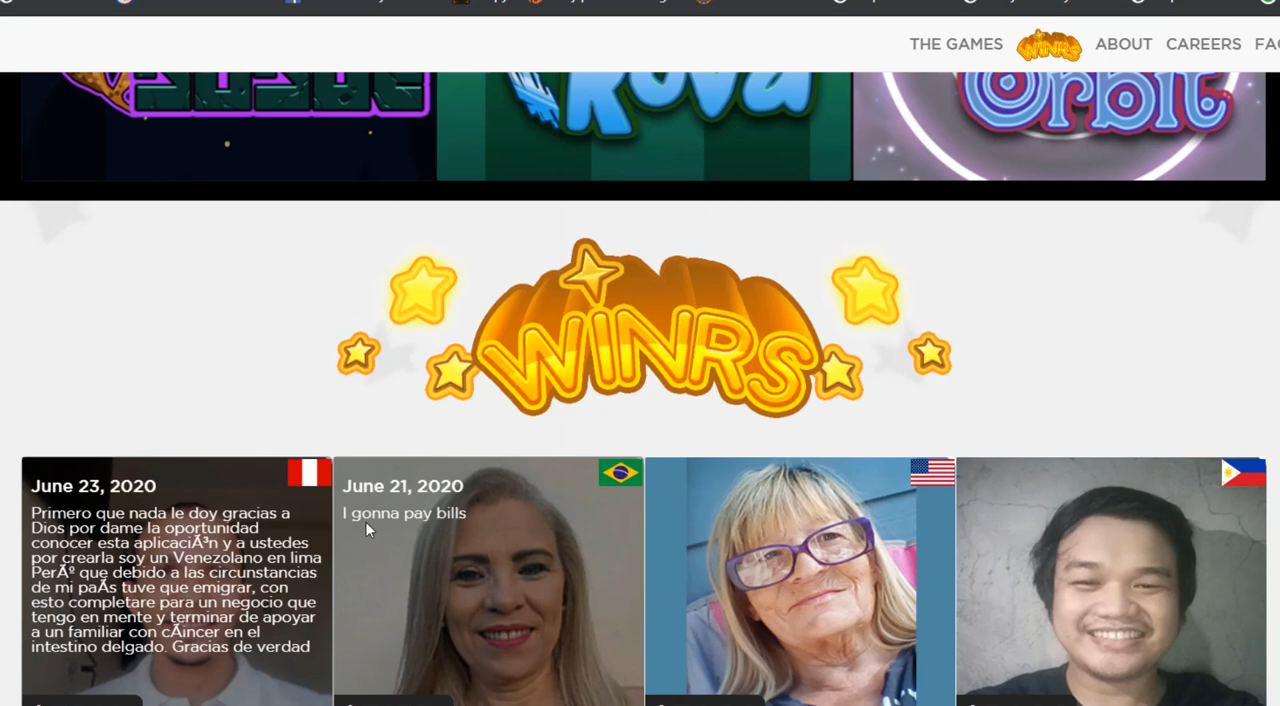 THE GAMES WINRS ABOUT CAREERS
Rova
Orbit
WINRS
June 23, 2020
Primero que nada le doy gracias a
Dios por dame la oportunidad
conocer esta aplicaciÃ³n y a ustedes
por crearla soy un Venezolano en lima
PerÃº que debido a las circunstancias
de mi paÃs tuve que emigrar, con
esto completare para un negocio que
tengo en mente y terminar de apoyar
a un familiar con cÃincer en el
intestino delgado. Gracias de verdad
June 21, 2020
I gonna pay bills